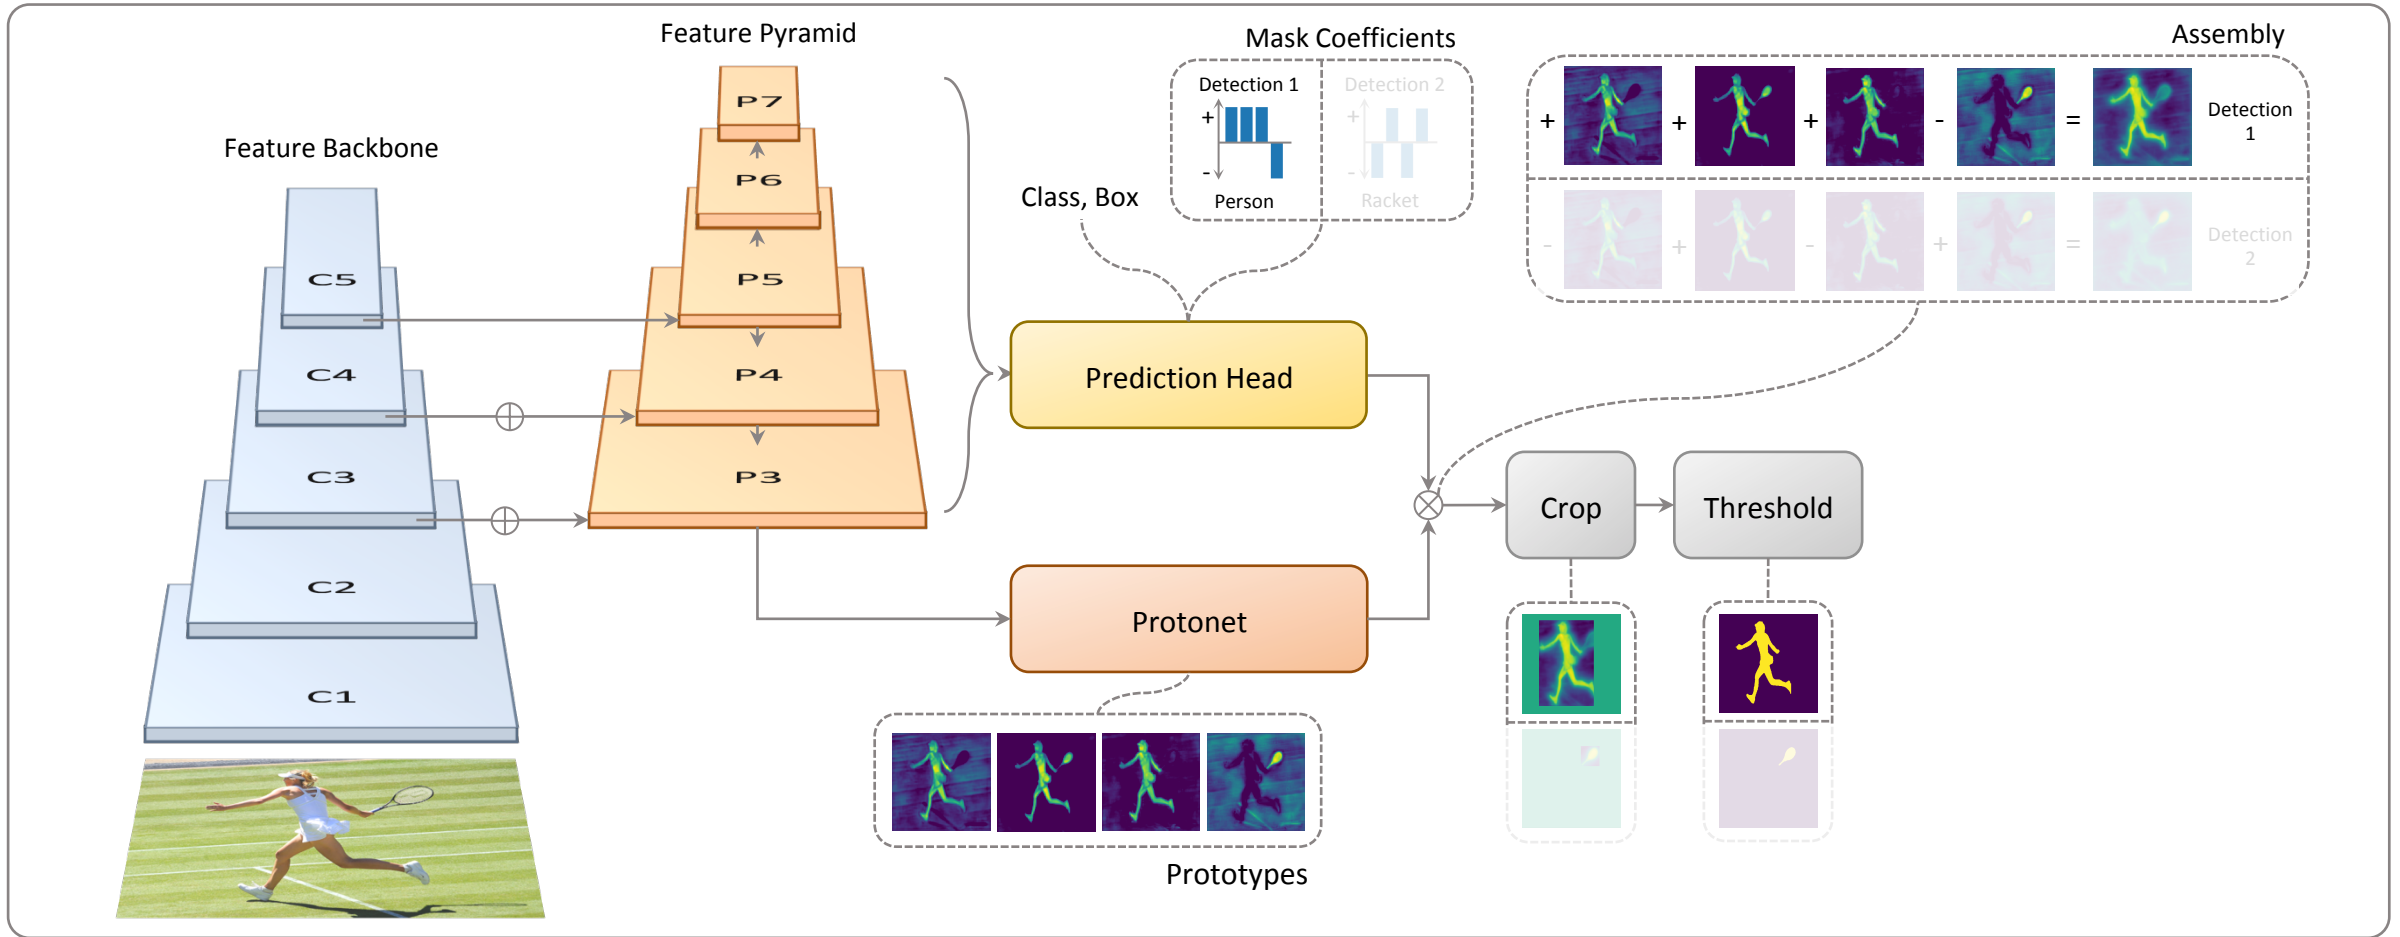 Feature Backbone
C5
C4
C3
C2
C1
Feature Pyramid
P7
P6
P5
P4
P3
Class, Box
Mask Coefficients
Detection 1
+
-
Person
Detection 2
+
-
Racket
Prediction Head
Protonet
Prototypes
Assembly
+ + + - =
Detection
1
- + - + =
Detection
2
Crop
Threshold